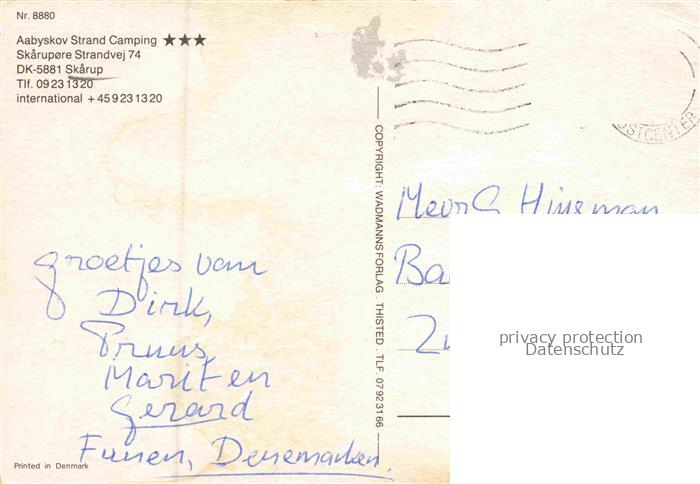 Nr. 8880
Aabyskov Strand Camping ★★★
Skårupøre Strandvej 74
DK-5881 Skårup
Tlf. 09 23 13 20
international + 45 9 23 13 20
POSTCENTER
COPYRIGHT: WADMANNS FORLAG . THISTED . TLF. 07 92 31 66
groetjes van
Dirk,
Truus,
Marit en
Gerard
Funen, Denemarken.
Printed in Denmark
privacy protection
Datenschutz